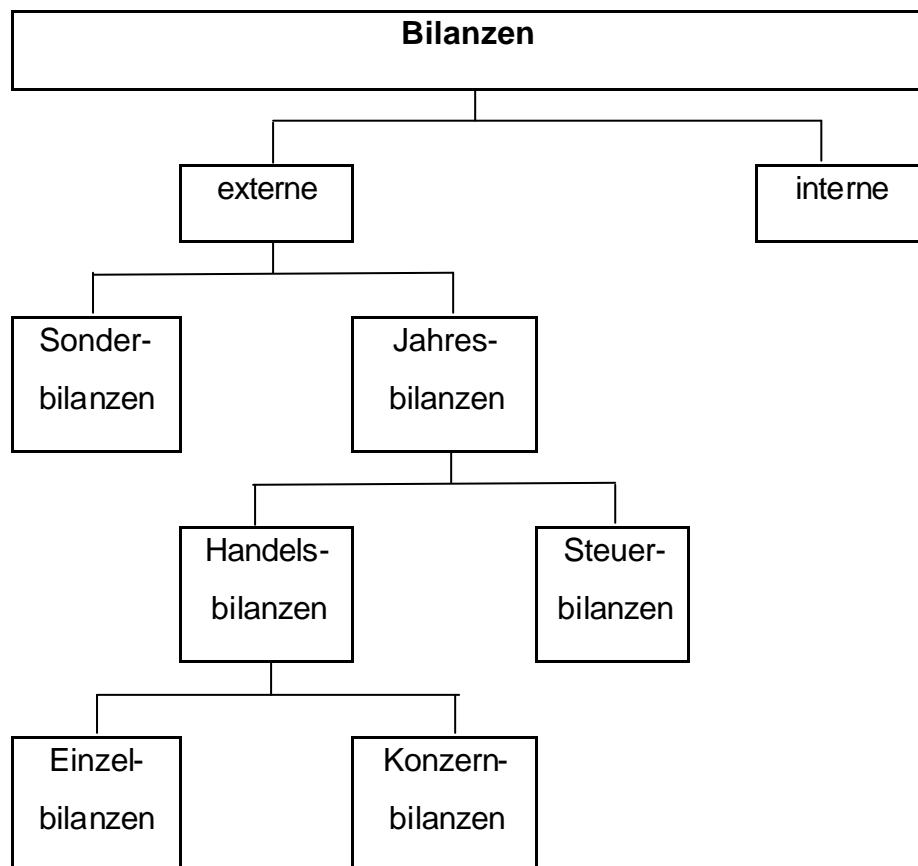 Bilanzen
externe
interne
Sonder-
bilanzen
Jahres-
bilanzen
Handels-
bilanzen
Steuer-
bilanzen
Einzel-
bilanzen
Konzern-
bilanzen